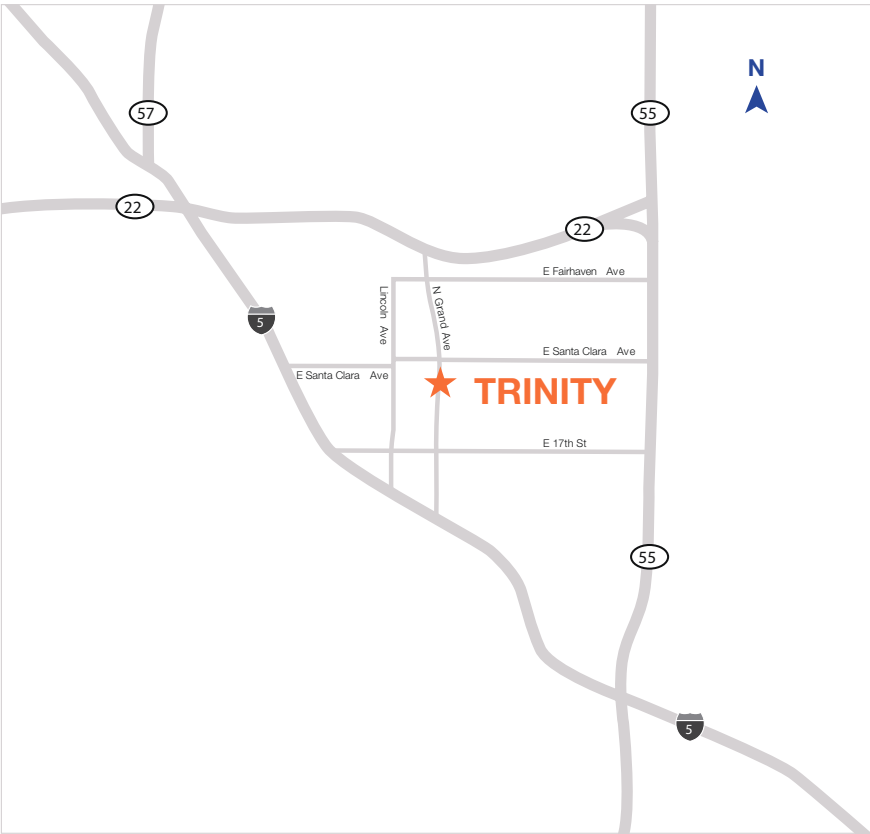 N
57
55
22
22
E Fairhaven Ave
Lincoln Ave
N Grand Ave
5
E Santa Clara Ave
E Santa Clara Ave
TRINITY
E 17th St
55
5